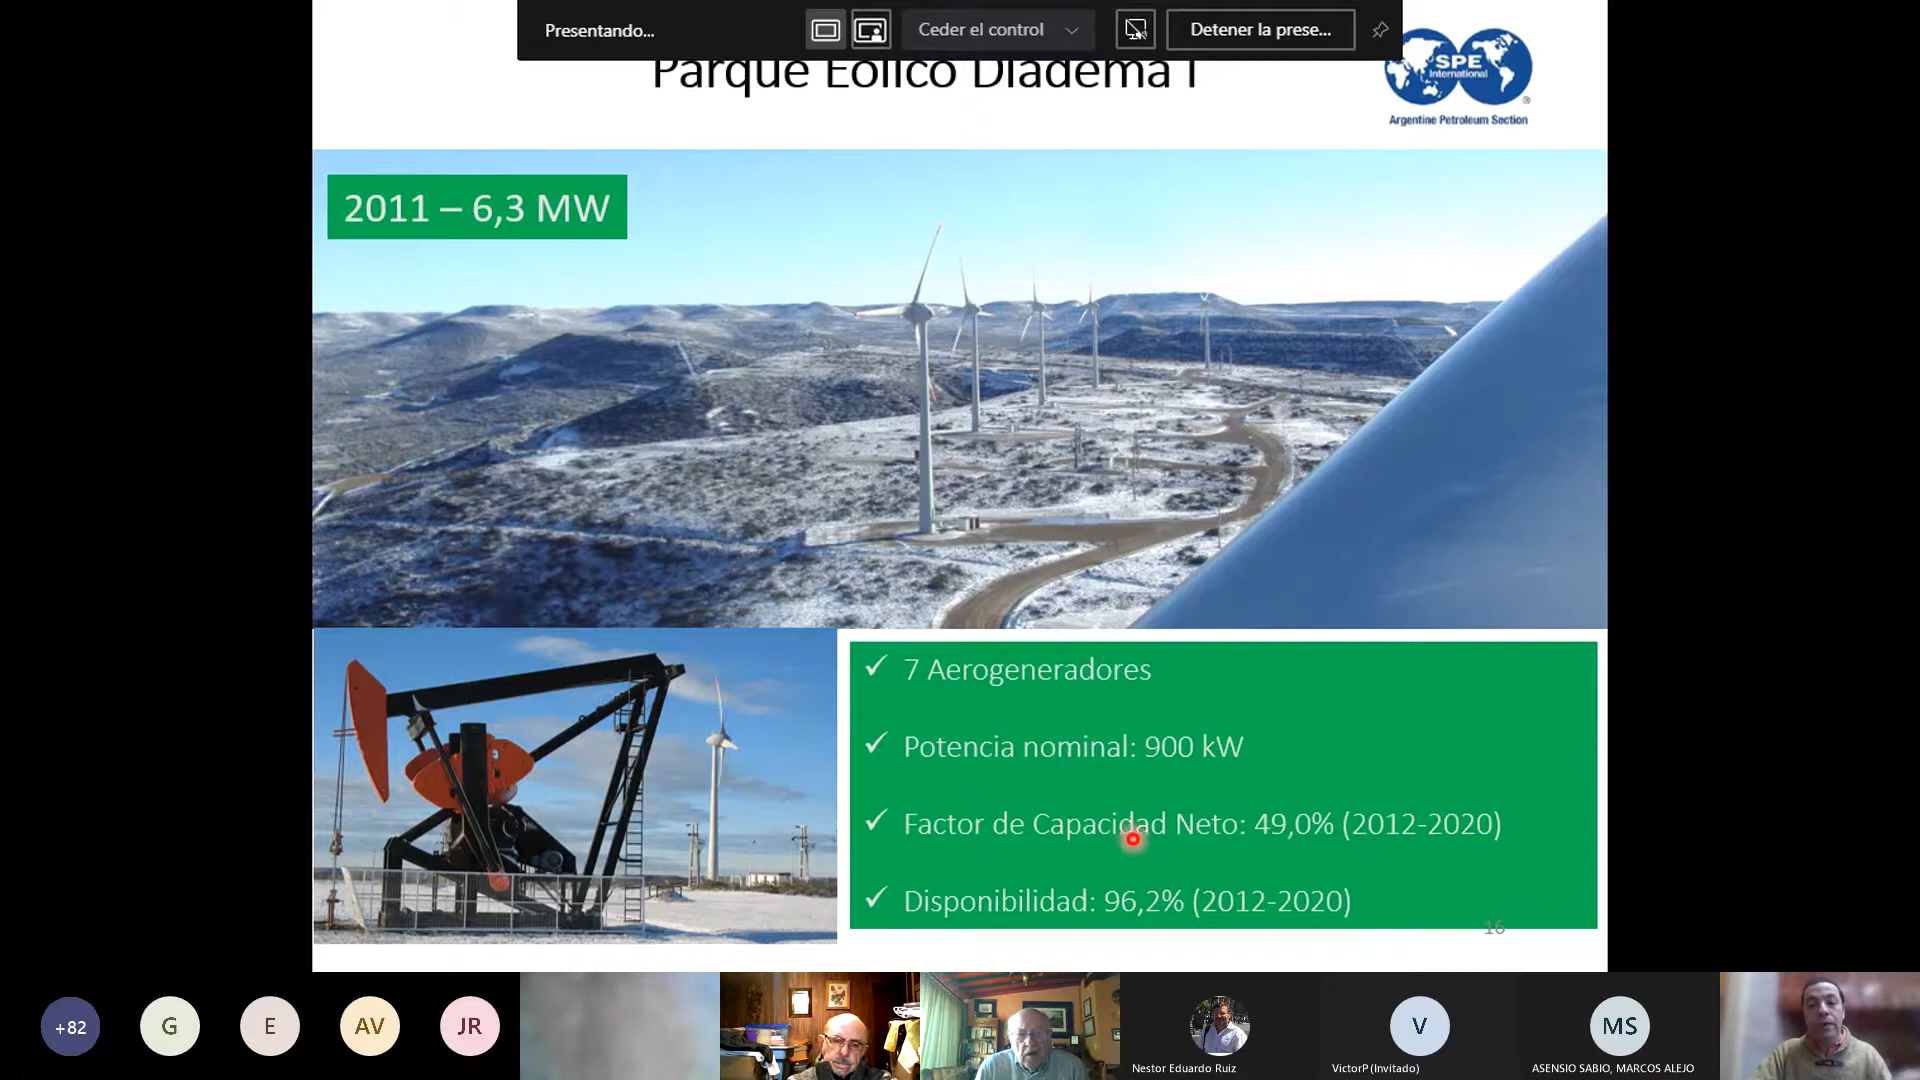 Presentando...
Ceder el control
Detener la prese...
Parque Eólico Diadema I
SPE
International
®
Argentine Petroleum Section
2011 – 6,3 MW
✓ 7 Aerogeneradores
✓ Potencia nominal: 900 kW
✓ Factor de Capacidad Neto: 49,0% (2012-2020)
✓ Disponibilidad: 96,2% (2012-2020)
16
+82
G
E
AV
JR
Nestor Eduardo Ruiz
V
VictorP (Invitado)
MS
ASENSIO SABIO, MARCOS ALEJO